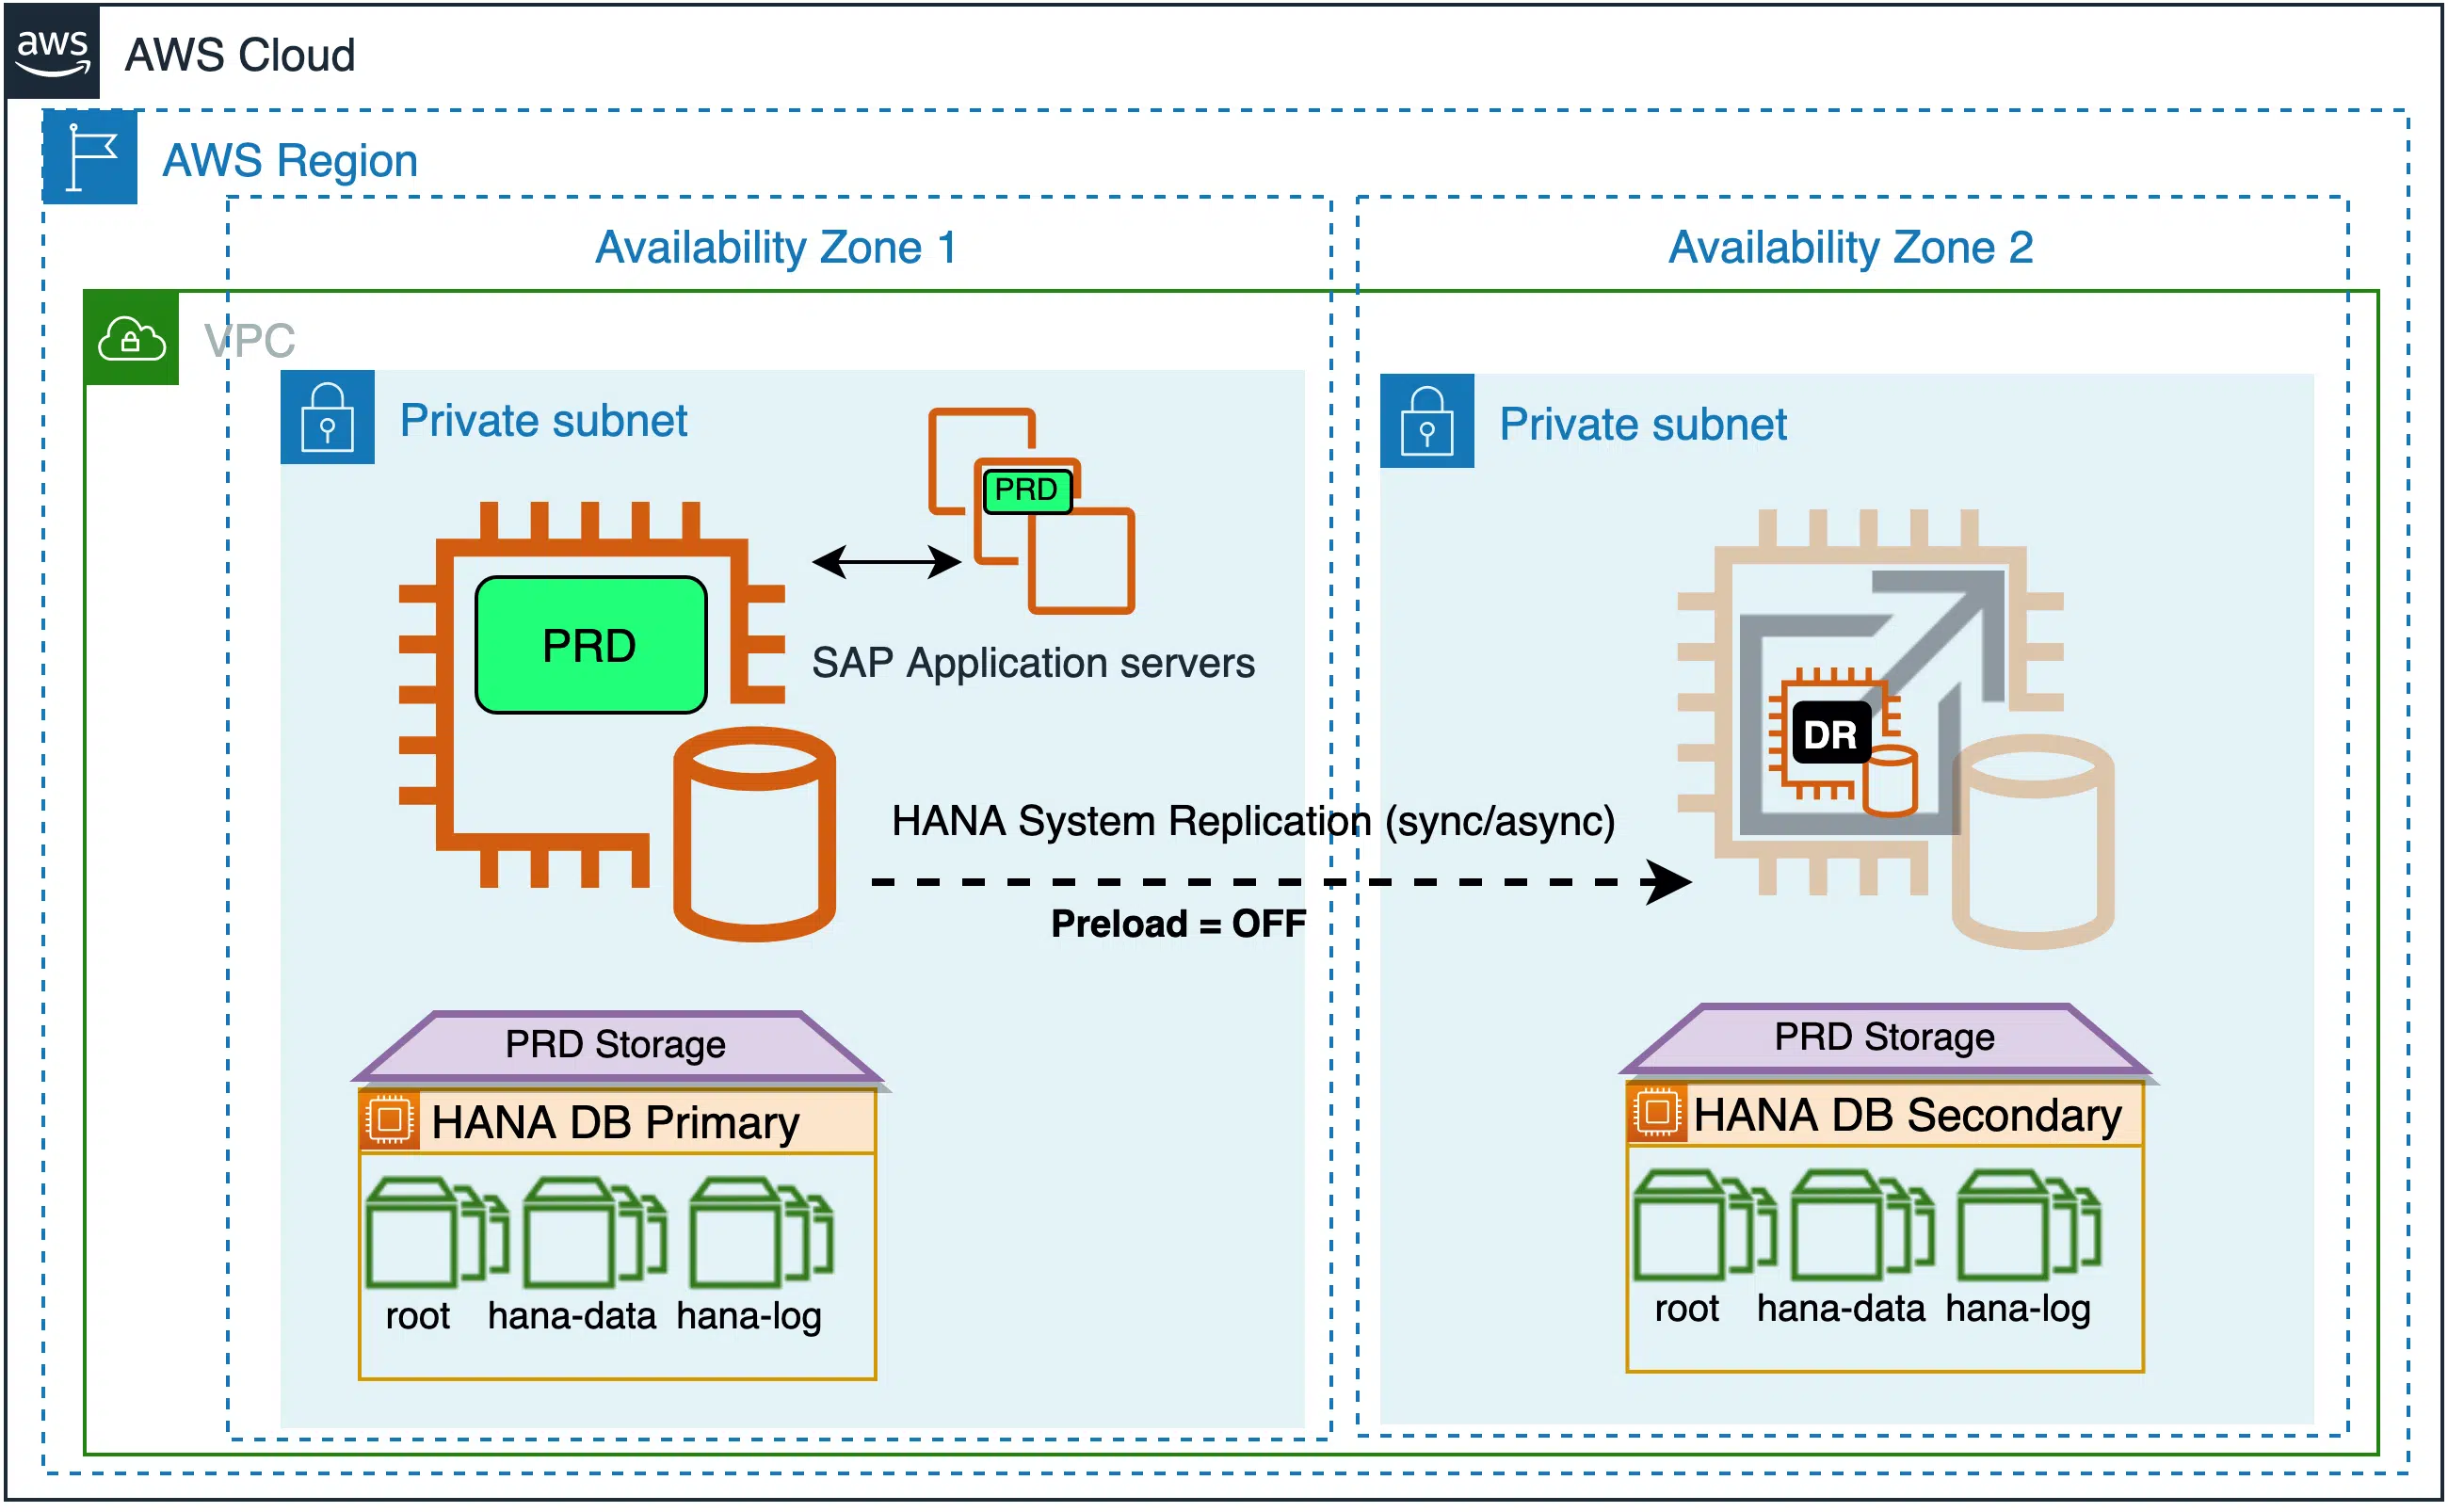 aws
AWS Cloud
AWS Region
Availability Zone 1
Availability Zone 2
VPC
Private subnet
Private subnet
PRD
PRD
SAP Application servers
DR
HANA System Replication (sync/async)
Preload = OFF
PRD Storage
HANA DB Primary
root
hana-data
hana-log
PRD Storage
HANA DB Secondary
root
hana-data
hana-log